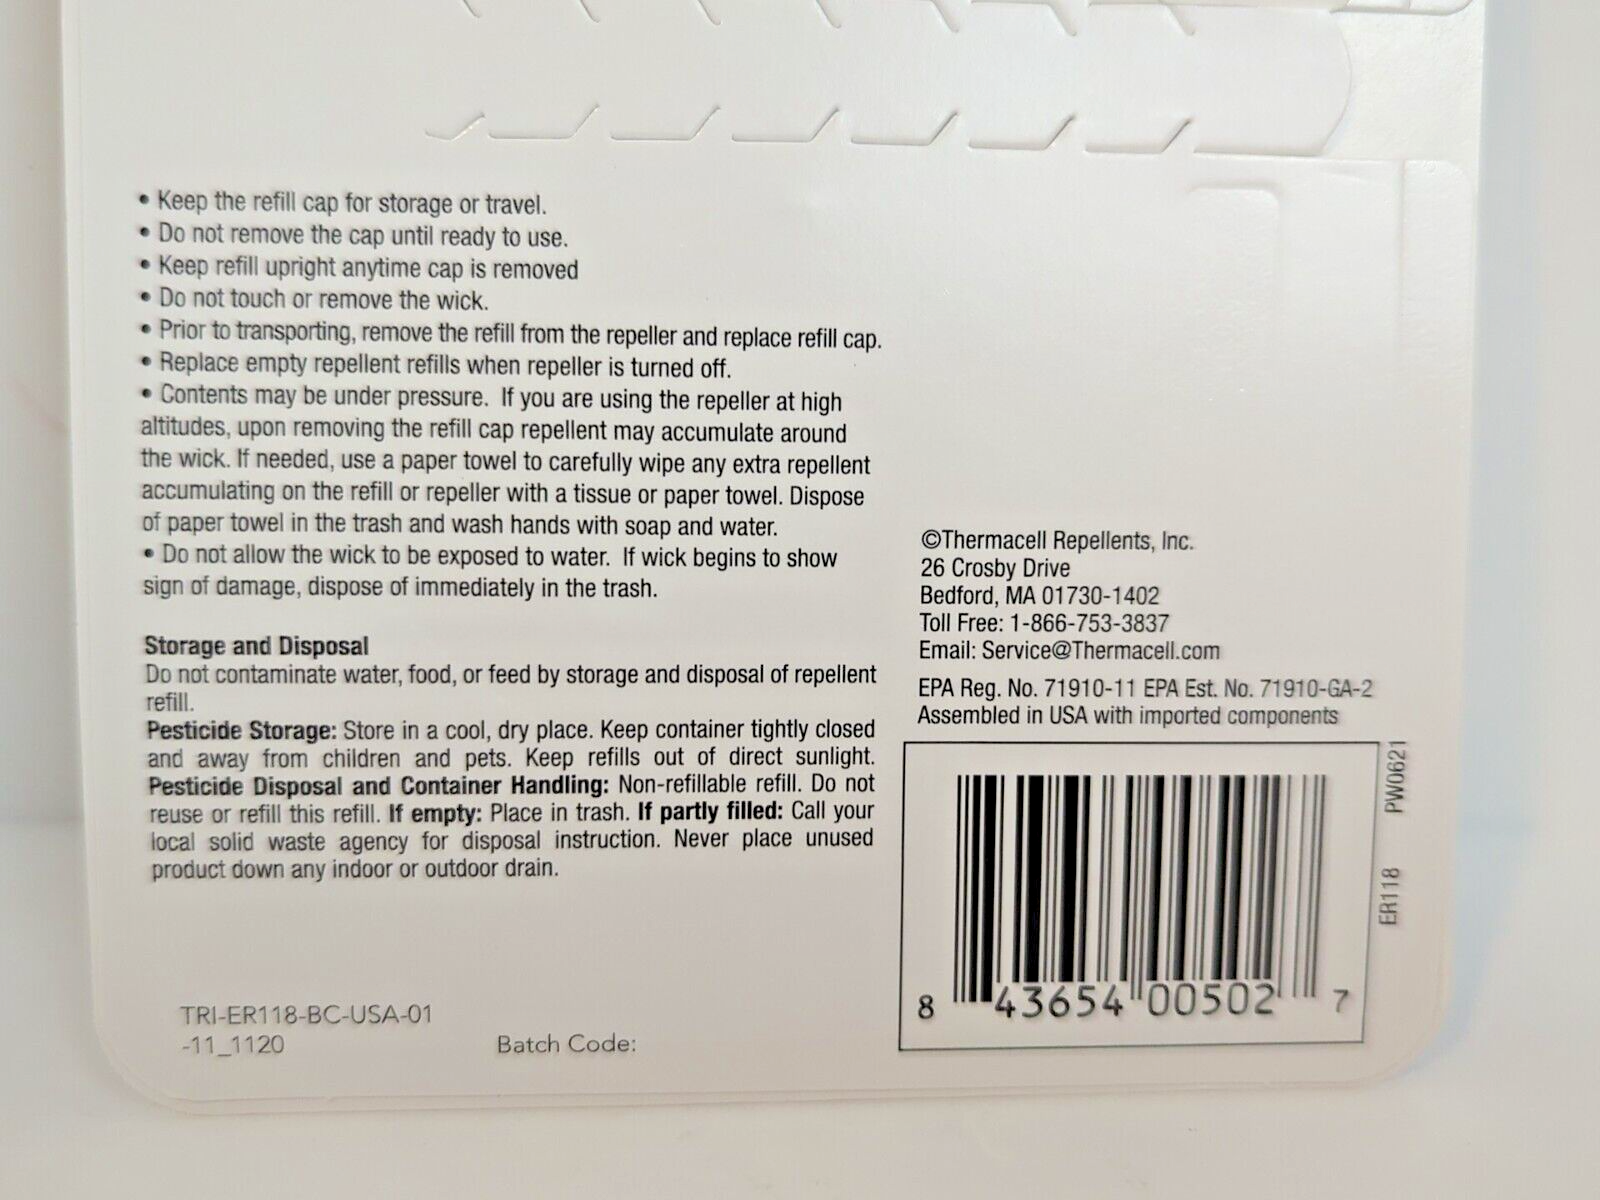 • Keep the refill cap for storage or travel.
• Do not remove the cap until ready to use.
• Keep refill upright anytime cap is removed
• Do not touch or remove the wick.
• Prior to transporting, remove the refill from the repeller and replace refill cap.
• Replace empty repellent refills when repeller is turned off.
• Contents may be under pressure. If you are using the repeller at high
altitudes, upon removing the refill cap repellent may accumulate around
the wick. If needed, use a paper towel to carefully wipe any extra repellent
accumulating on the refill or repeller with a tissue or paper towel. Dispose
of paper towel in the trash and wash hands with soap and water.
• Do not allow the wick to be exposed to water. If wick begins to show
sign of damage, dispose of immediately in the trash.
Storage and Disposal
Do not contaminate water, food, or feed by storage and disposal of repellent
refill.
Pesticide Storage: Store in a cool, dry place. Keep container tightly closed
and away from children and pets. Keep refills out of direct sunlight.
Pesticide Disposal and Container Handling: Non-refillable refill. Do not
reuse or refill this refill. If empty: Place in trash. If partly filled: Call your
local solid waste agency for disposal instruction. Never place unused
product down any indoor or outdoor drain.
TRI-ER118-BC-USA-01
-11_1120
Batch Code:
©Thermacell Repellents, Inc.
26 Crosby Drive
Bedford, MA 01730-1402
Toll Free: 1-866-753-3837
Email: Service@Thermacell.com
EPA Reg. No. 71910-11 EPA Est. No. 71910-GA-2
Assembled in USA with imported components
8 43654 00502 7
ER118 PW0621